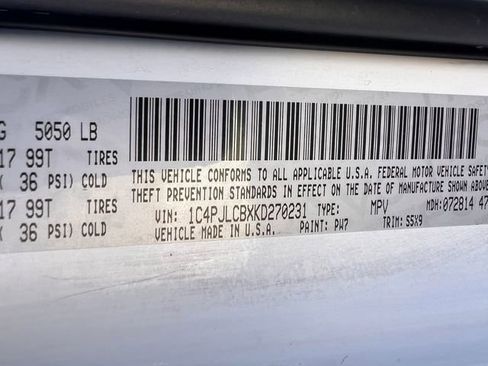 G 5050 LB
17 99T TIRES
36 PSI) COLD
17 99T TIRES
36 PSI) COLD
THIS VEHICLE CONFORMS TO ALL APPLICABLE U.S.A. FEDERAL MOTOR VEHICLE SAFETY
THEFT PREVENTION STANDARDS IN EFFECT ON THE DATE OF MANUFACTURE SHOWN ABOVE
VIN: 1C4PJLCBXKD270231 TYPE: MPV MDH:072814 47
VEHICLE MADE IN U.S.A. PAINT: PW7 TRIM: S5X9